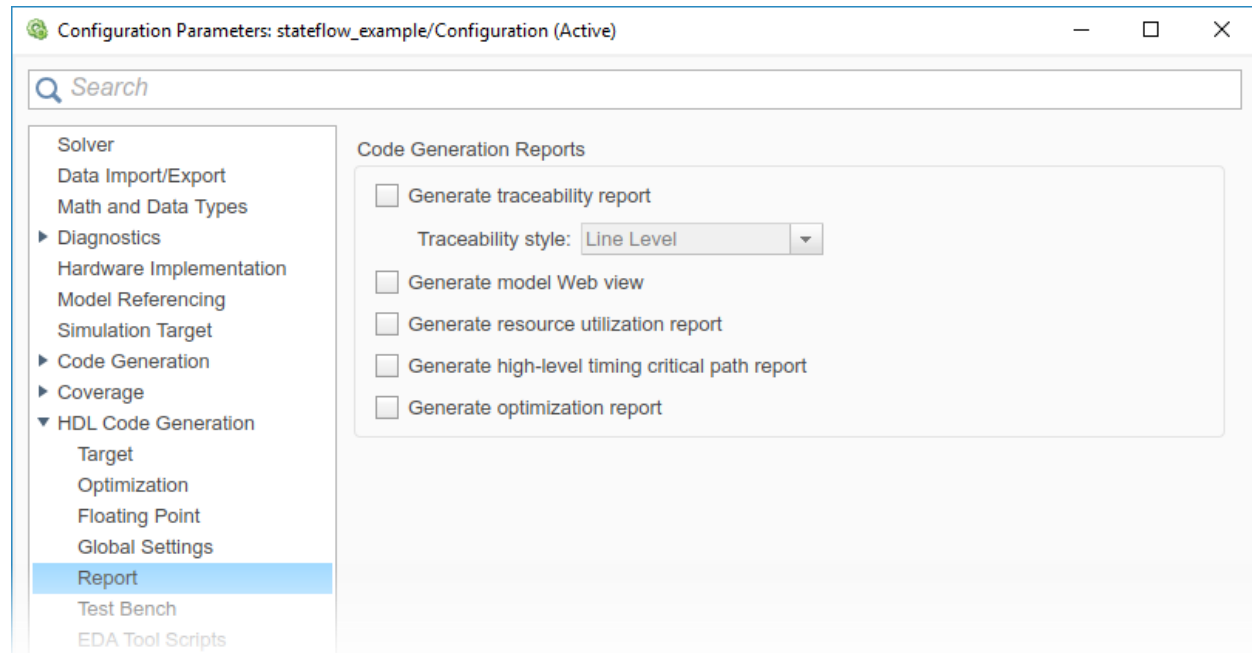 Configuration Parameters: stateflow_example/Configuration (Active)
Search
Solver
Data Import/Export
Math and Data Types
Diagnostics
Hardware Implementation
Model Referencing
Simulation Target
Code Generation
Coverage
HDL Code Generation
Target
Optimization
Floating Point
Global Settings
Report
Test Bench
EDA Tool Scripts
Code Generation Reports
Generate traceability report
Traceability style: Line Level
Generate model Web view
Generate resource utilization report
Generate high-level timing critical path report
Generate optimization report